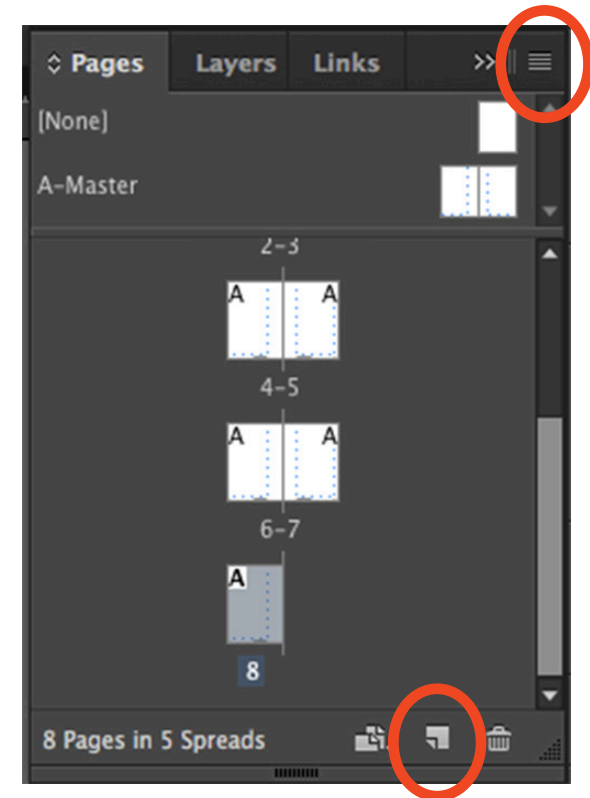 Pages Layers Links >>
[None]
A-Master
2-3
A A
4-5
A A
6-7
A
8
8 Pages in 5 Spreads